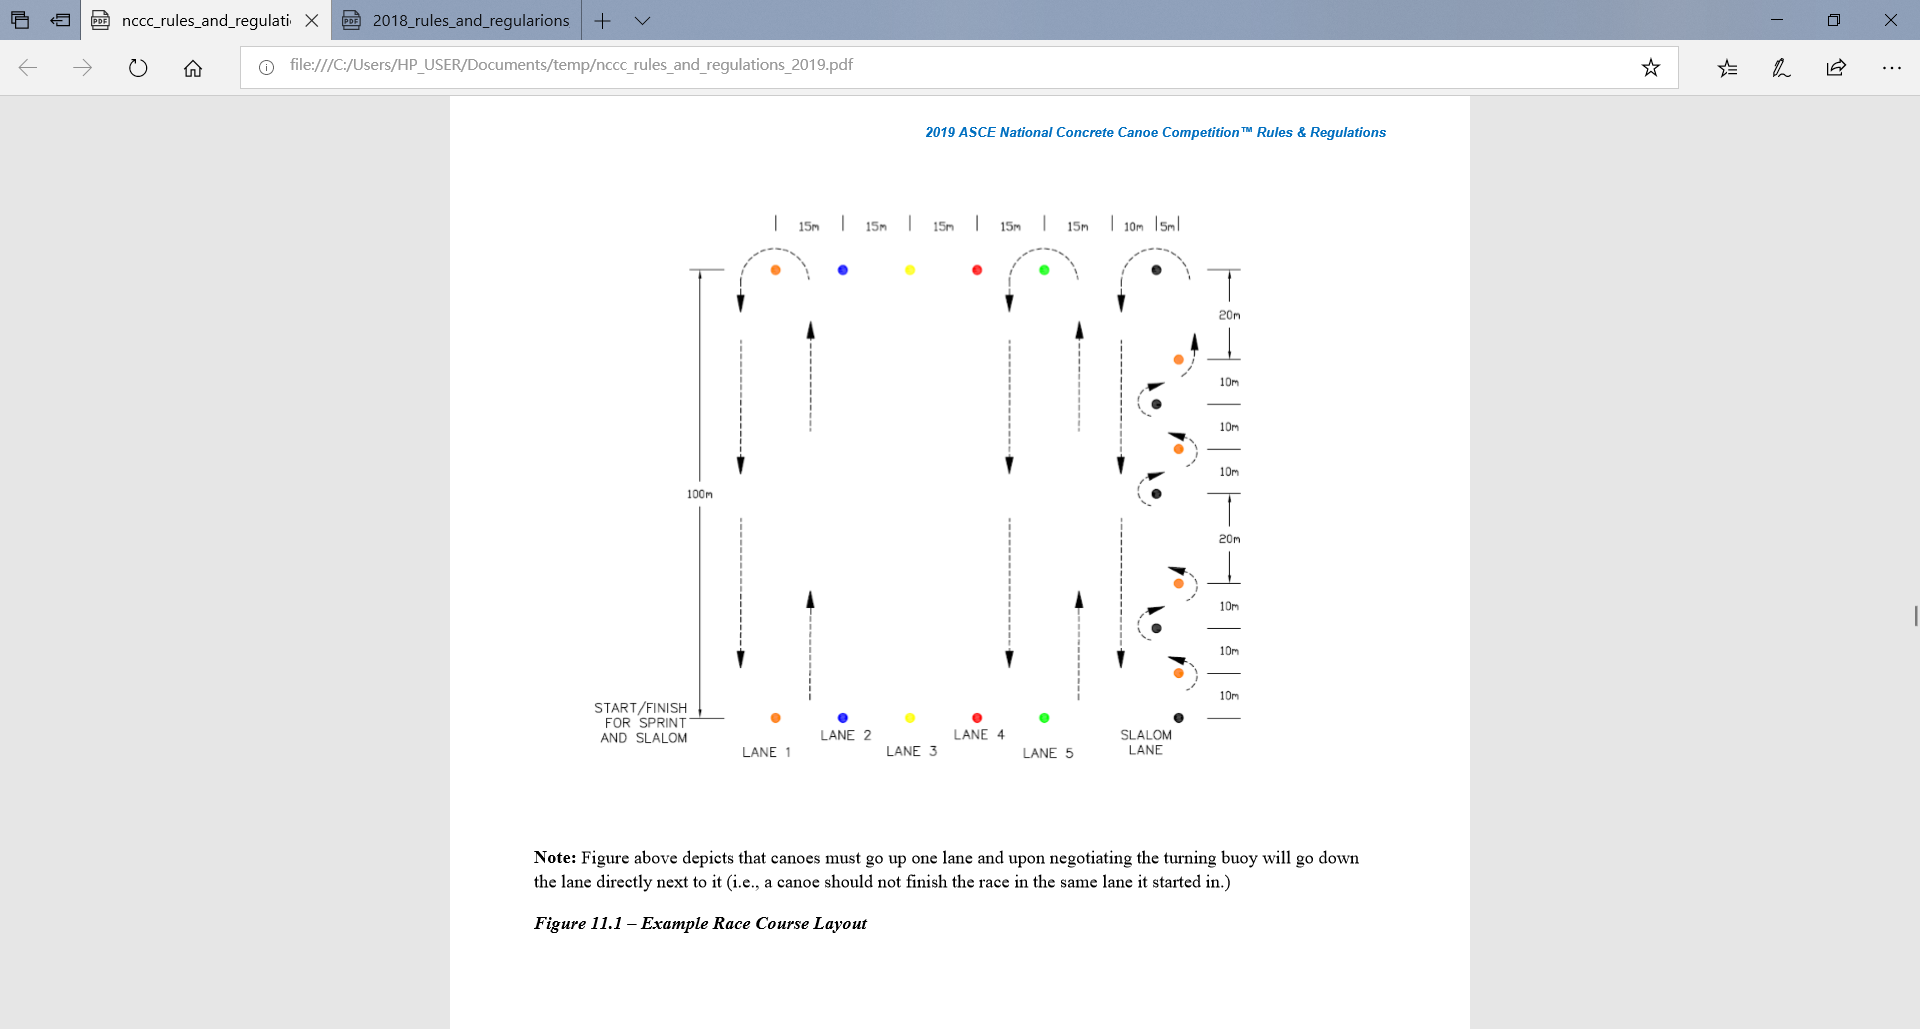 nccc_rules_and_regulati
2018_rules_and_regularions
file:///C:/Users/HP_USER/Documents/temp/nccc_rules_and_regulations_2019.pdf
2019 ASCE National Concrete Canoe Competition™ Rules & Regulations
15m 15m 15m 15m 15m 10m 5m
20m
10m
10m
10m
100m
20m
10m
10m
10m
START/FINISH
FOR SPRINT
AND SLALOM
LANE 1
LANE 2
LANE 3
LANE 4
LANE 5
SLALOM
LANE
Note: Figure above depicts that canoes must go up one lane and upon negotiating the turning buoy will go down
the lane directly next to it (i.e., a canoe should not finish the race in the same lane it started in.)
Figure 11.1 – Example Race Course Layout